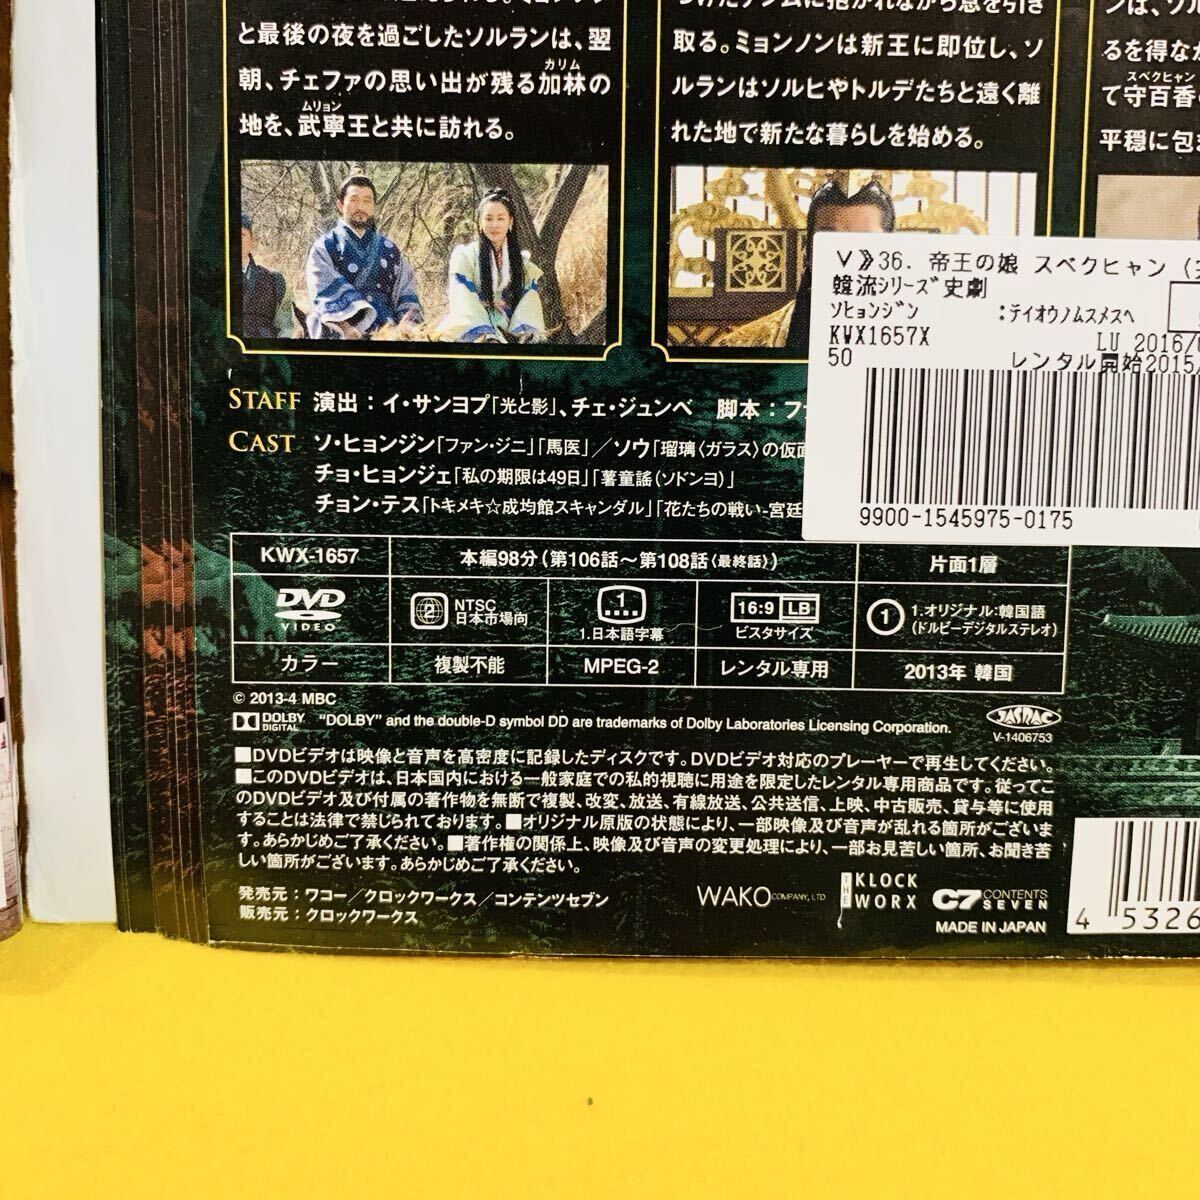 と最後の夜を過ごしたソルランは、翌
朝、チェファの思い出が残る加林の
カリム
地を、武寧王と共に訪れる。
ムリョン
取る。ミョンノンは新王に即位し、ソ
ルランはソルヒやトルデたちと遠く離
れた地で新たな暮らしを始める。
るを得な
スベクヒャン
て守百香
平穏に包
V》36. 帝王の娘 スベクヒャン
韓流シリーズ史劇
ソヒョンジン :テイオウノムスメスベ
KWX1657X LU 2016/
50 レンタル開始2015/
9900-1545975-0175
STAFF 演出：イ・サンヨプ「光と影」、チェ・ジュンベ 脚本：
CAST ソ・ヒョンジン「ファン・ジニ」「馬医」／ソウ「瑠璃〈ガラス〉の仮面
チョ・ヒョンジェ「私の期限は49日」「薯童謠(ソドンヨ)」
チョン・テス「トキメキ☆成均館スキャンダル」「花たちの戦い-宮廷
KWX-1657 本編98分(第106話～第108話〈最終話〉) 片面1層
DVD VIDEO 2 NTSC 日本市場向 1 1.日本語字幕 16:9 LB ビスタサイズ 1 1.オリジナル:韓国語 (ドルビーデジタルステレオ)
カラー 複製不能 MPEG-2 レンタル専用 2013年 韓国
© 2013-4 MBC
DOLBY DIGITAL "DOLBY" and the double-D symbol DD are trademarks of Dolby Laboratories Licensing Corporation.
JASRAC
V-1406753
■DVDビデオは映像と音声を高密度に記録したディスクです。DVDビデオ対応のプレーヤーで再生してください。
■このDVDビデオは、日本国内における一般家庭での私的視聴に用途を限定したレンタル専用商品です。従ってこ
のDVDビデオ及び付属の著作物を無断で複製、改変、放送、有線放送、公共送信、上映、中古販売、貸与等に使用
することは法律で禁じられております。■オリジナル原版の状態により、一部映像及び音声が乱れる箇所がございま
す。あらかじめご了承ください。■著作権の関係上、映像及び音声の変更処理により、一部お見苦しい箇所、お聞き苦
しい箇所がございます。あらかじめご了承ください。
発売元：ワコー／クロックワークス／コンテンツセブン
販売元：クロックワークス
WAKO COMPANY, LTD
THE KLOCK WORX
C7 CONTENTS SEVEN
MADE IN JAPAN
4 5326